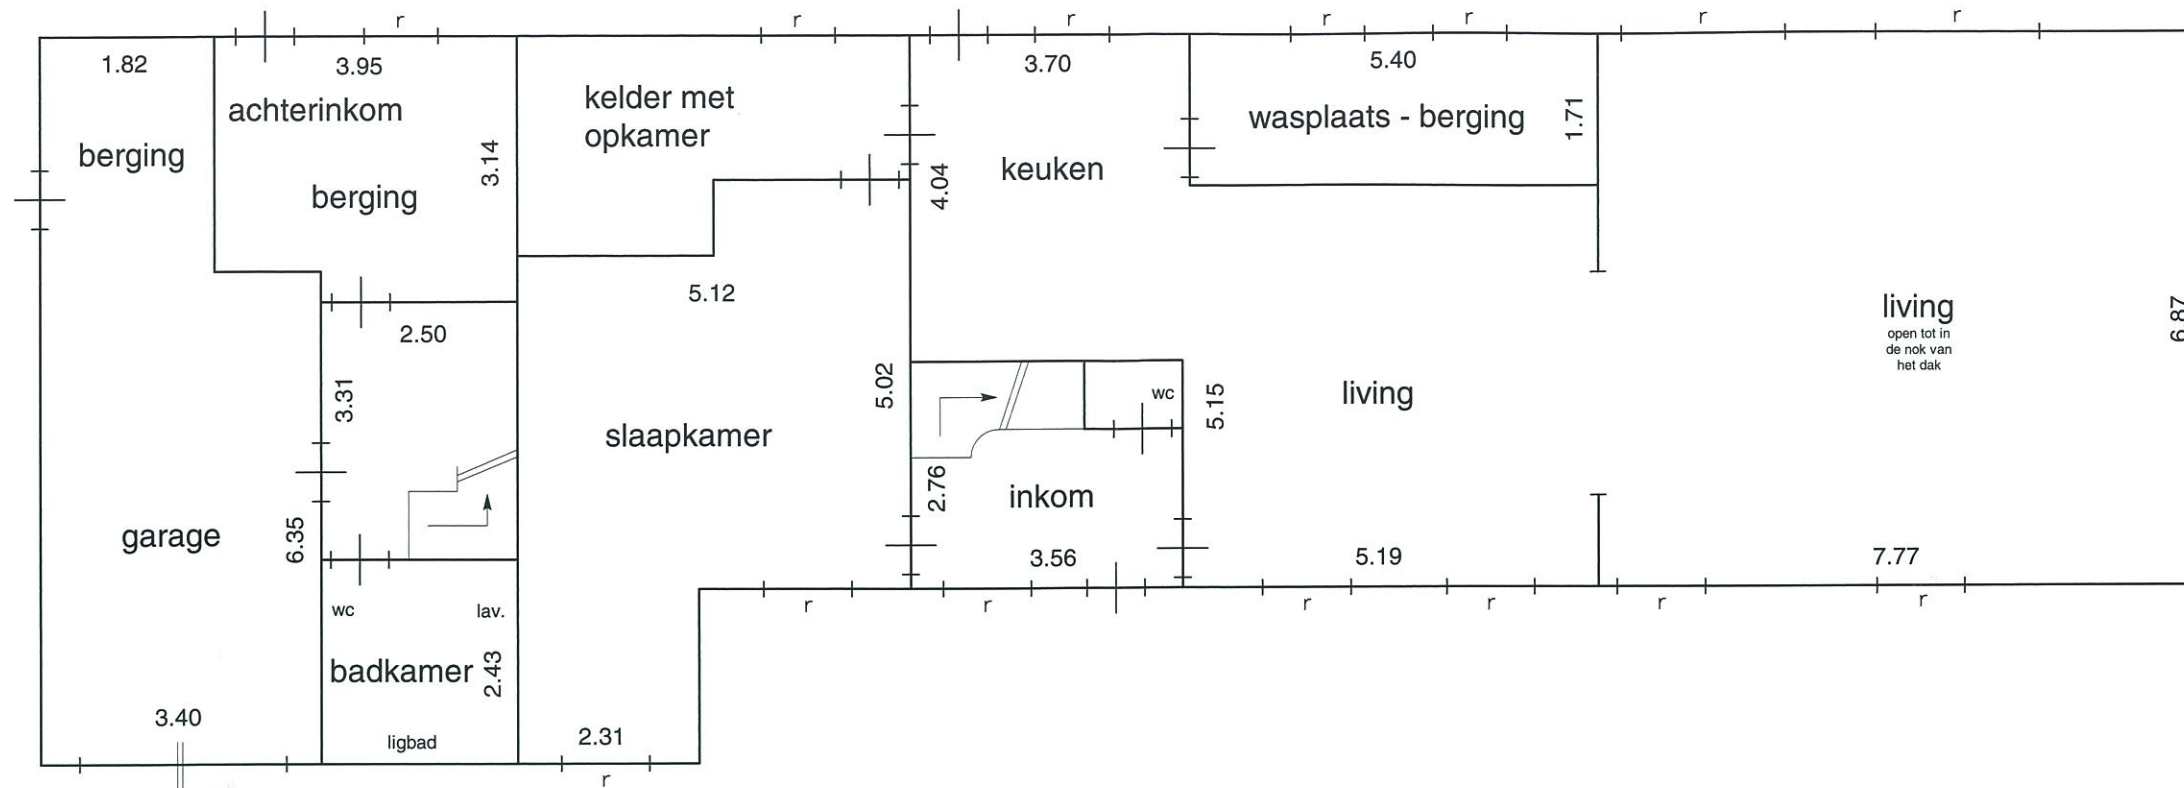 r
r
r
r
r
r
r
1.82
3.95
3.70
5.40
achterinkom
kelder met
opkamer
wasplaats - berging
1.71
berging
3.14
berging
keuken
4.04
5.12
2.50
living
open tot in
de nok van
het dak
6.87
3.31
5.02
wc
5.15
living
slaapkamer
2.76
inkom
garage
6.35
3.56
5.19
7.77
r
r
r
r
r
r
wc
lav.
badkamer
2.43
3.40
ligbad
2.31
r